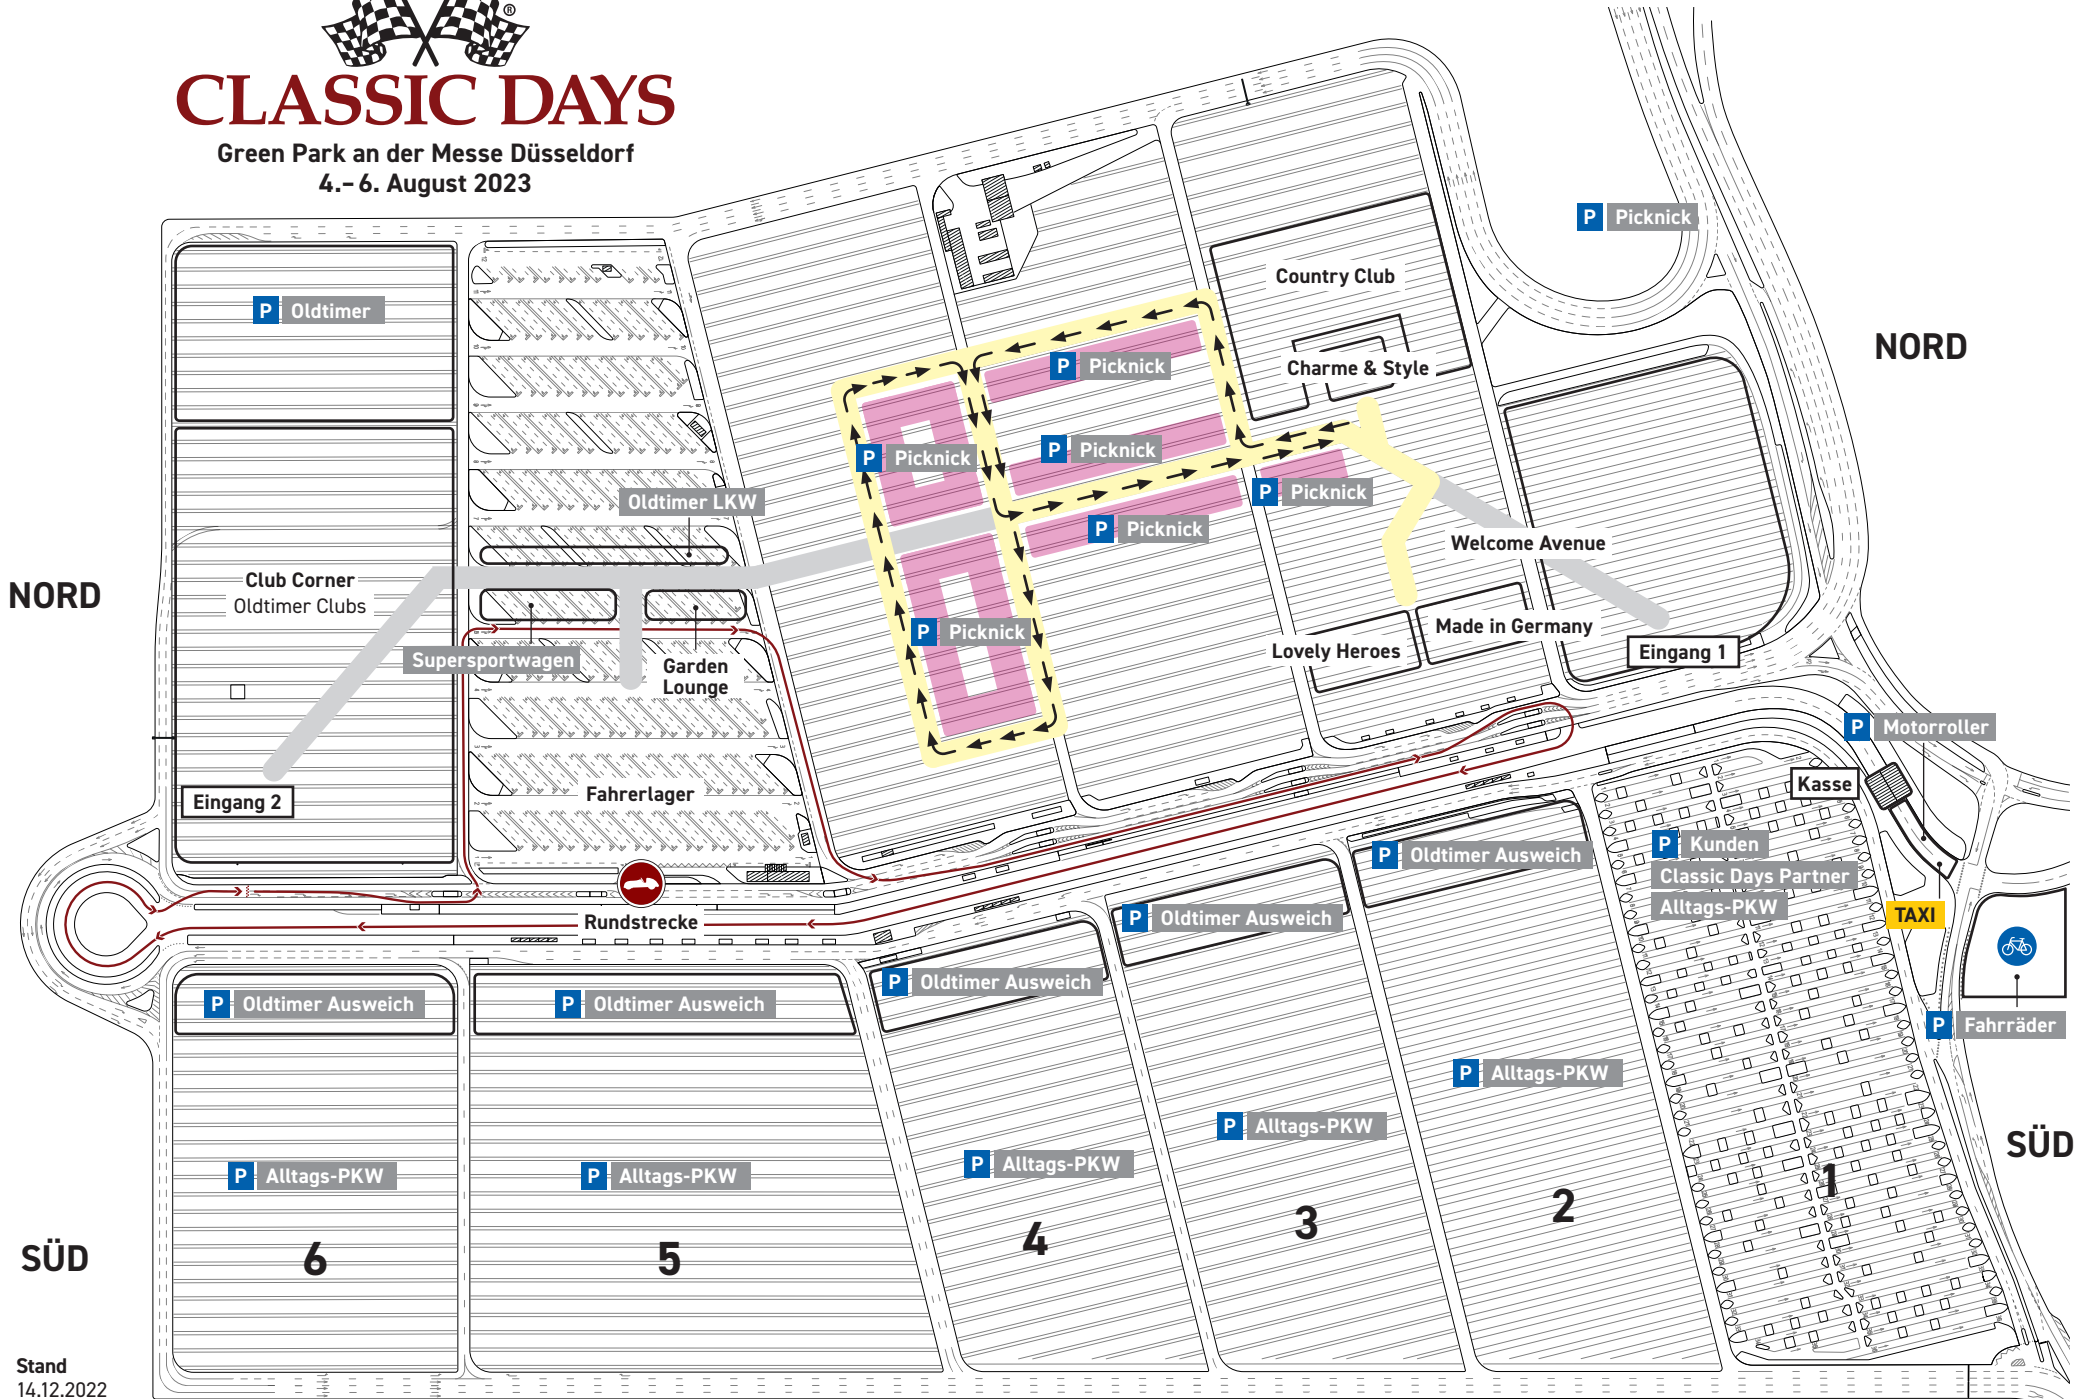 ®
CLASSIC DAYS
Green Park an der Messe Düsseldorf
4.–6. August 2023
P Picknick
Country Club
P Oldtimer
NORD
Charme & Style
P Picknick
P Picknick
P Picknick
P Picknick
Oldtimer LKW
P Picknick
Welcome Avenue
Club Corner
Oldtimer Clubs
NORD
P Picknick
Made in Germany
Lovely Heroes
Eingang 1
Supersportwagen
Garden
Lounge
P Motorroller
Kasse
Fahrerlager
Eingang 2
P Kunden
Classic Days Partner
Alltags-PKW
P Oldtimer Ausweich
TAXI
P Oldtimer Ausweich
Rundstrecke
P Oldtimer Ausweich
P Oldtimer Ausweich
P Oldtimer Ausweich
P Fahrräder
P Alltags-PKW
P Alltags-PKW
SÜD
P Alltags-PKW
P Alltags-PKW
P Alltags-PKW
1
2
3
4
5
6
SÜD
Stand
14.12.2022